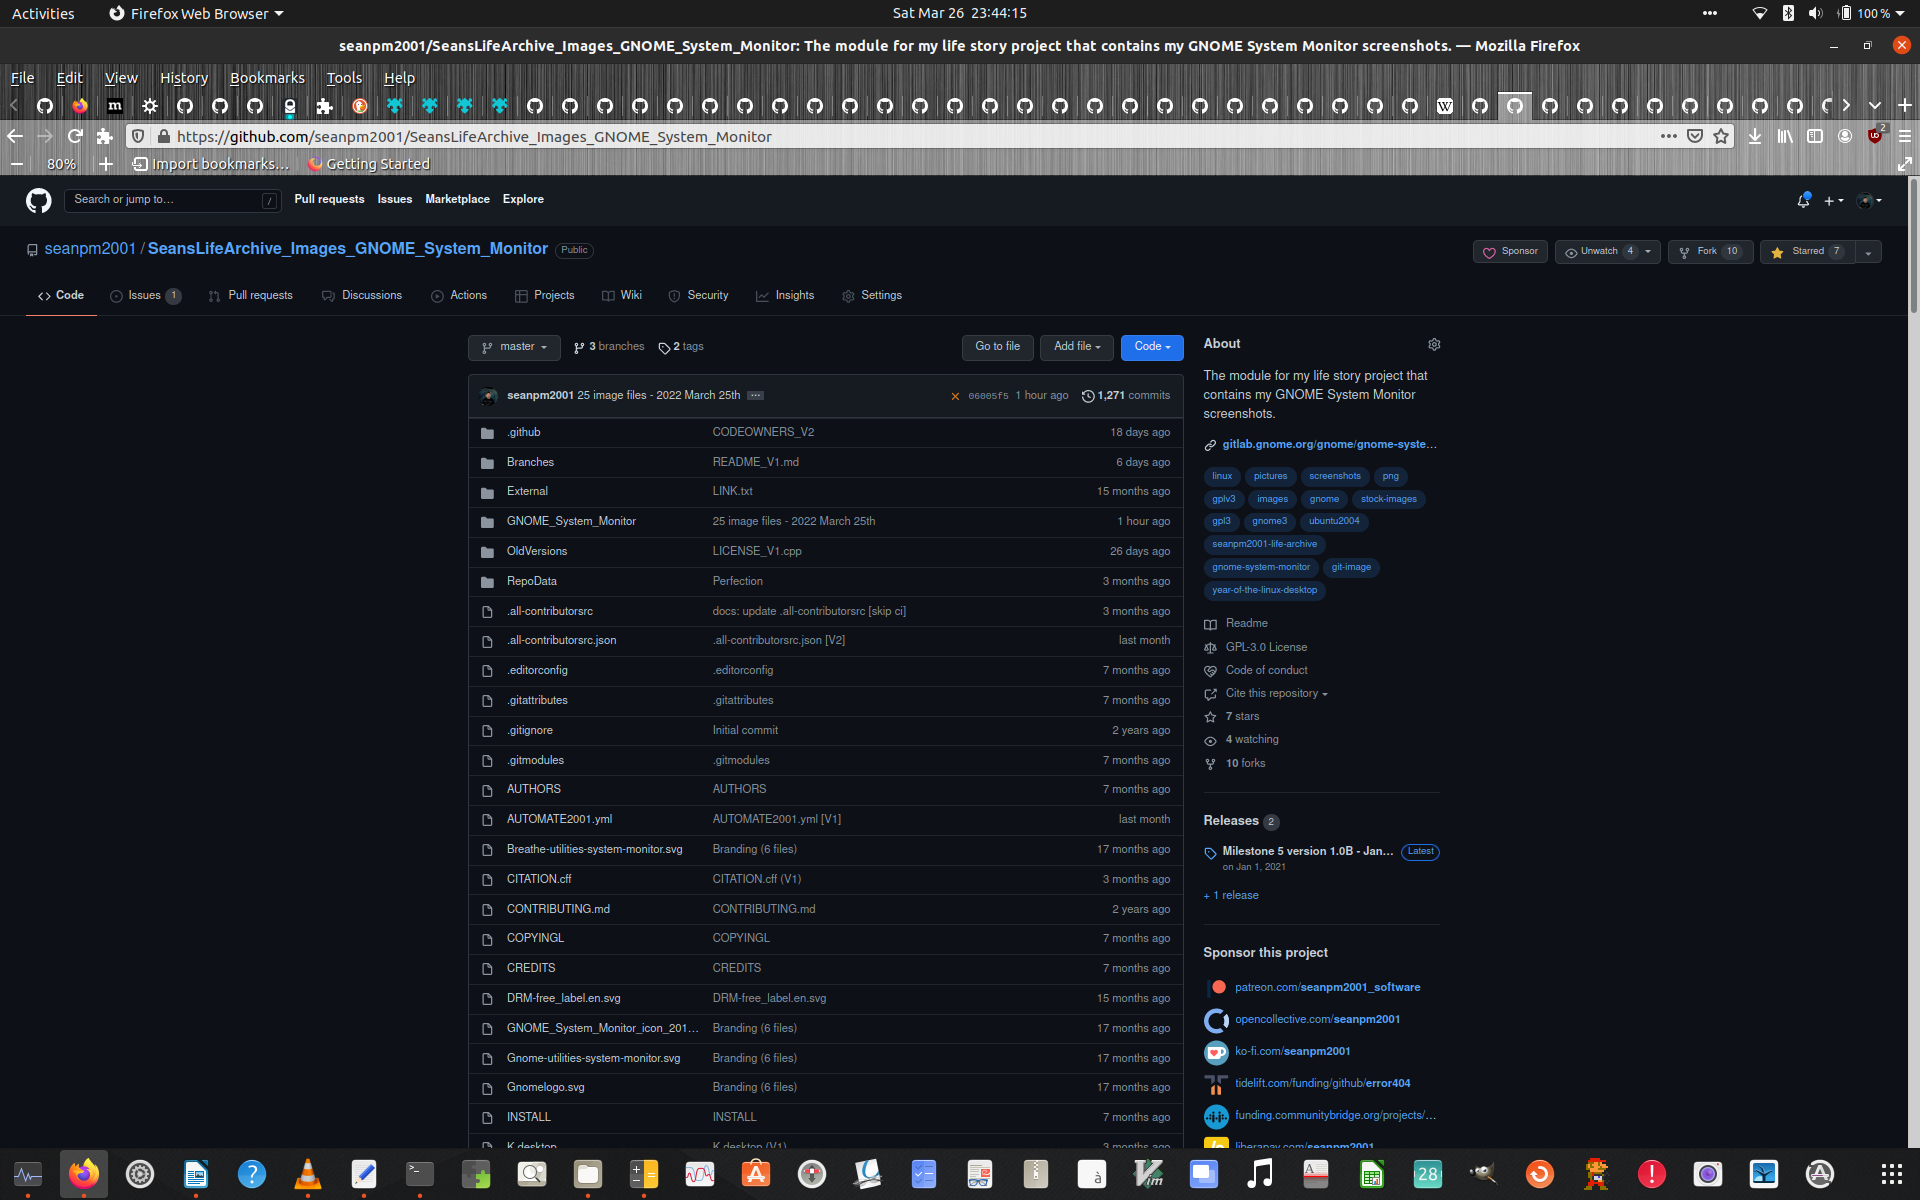 Activities
Firefox Web Browser
Sat Mar 26 23:44:15
100 %
seanpm2001/SeansLifeArchive_Images_GNOME_System_Monitor: The module for my life story project that contains my GNOME System Monitor screenshots. — Mozilla Firefox
File Edit View History Bookmarks Tools Help
https://github.com/seanpm2001/SeansLifeArchive_Images_GNOME_System_Monitor
2
80% Import bookmarks... Getting Started
Search or jump to... /
Pull requests Issues Marketplace Explore
seanpm2001 / SeansLifeArchive_Images_GNOME_System_Monitor Public
Sponsor Unwatch 4 Fork 10 Starred 7
Code Issues 1 Pull requests Discussions Actions Projects Wiki Security Insights Settings
master 3 branches 2 tags Go to file Add file Code
seanpm2001 25 image files - 2022 March 25th ... 06005f5 1 hour ago 1,271 commits
.github CODEOWNERS_V2 18 days ago
Branches README_V1.md 6 days ago
External LINK.txt 15 months ago
GNOME_System_Monitor 25 image files - 2022 March 25th 1 hour ago
OldVersions LICENSE_V1.cpp 26 days ago
RepoData Perfection 3 months ago
.all-contributorsrc docs: update .all-contributorsrc [skip ci] 3 months ago
.all-contributorsrc.json .all-contributorsrc.json [V2] last month
.editorconfig .editorconfig 7 months ago
.gitattributes .gitattributes 7 months ago
.gitignore Initial commit 2 years ago
.gitmodules .gitmodules 7 months ago
AUTHORS AUTHORS 7 months ago
AUTOMATE2001.yml AUTOMATE2001.yml [V1] last month
Breathe-utilities-system-monitor.svg Branding (6 files) 17 months ago
CITATION.cff CITATION.cff (V1) 3 months ago
CONTRIBUTING.md CONTRIBUTING.md 2 years ago
COPYINGL COPYINGL 7 months ago
CREDITS CREDITS 7 months ago
DRM-free_label.en.svg DRM-free_label.en.svg 15 months ago
GNOME_System_Monitor_icon_201... Branding (6 files) 17 months ago
Gnome-utilities-system-monitor.svg Branding (6 files) 17 months ago
Gnomelogo.svg Branding (6 files) 17 months ago
INSTALL INSTALL 7 months ago
K.desktop K.desktop (V1) 3 months ago
About
The module for my life story project that
contains my GNOME System Monitor
screenshots.
gitlab.gnome.org/gnome/gnome-syste...
linux pictures screenshots png
gplv3 images gnome stock-images
gpl3 gnome3 ubuntu2004
seanpm2001-life-archive
gnome-system-monitor git-image
year-of-the-linux-desktop
Readme
GPL-3.0 License
Code of conduct
Cite this repository
7 stars
4 watching
10 forks
Releases 2
Milestone 5 version 1.0B - Jan... Latest
on Jan 1, 2021
+ 1 release
Sponsor this project
patreon.com/seanpm2001_software
opencollective.com/seanpm2001
ko-fi.com/seanpm2001
tidelift.com/funding/github/error404
funding.communitybridge.org/projects/...
liberapay.com/seanpm2001
28